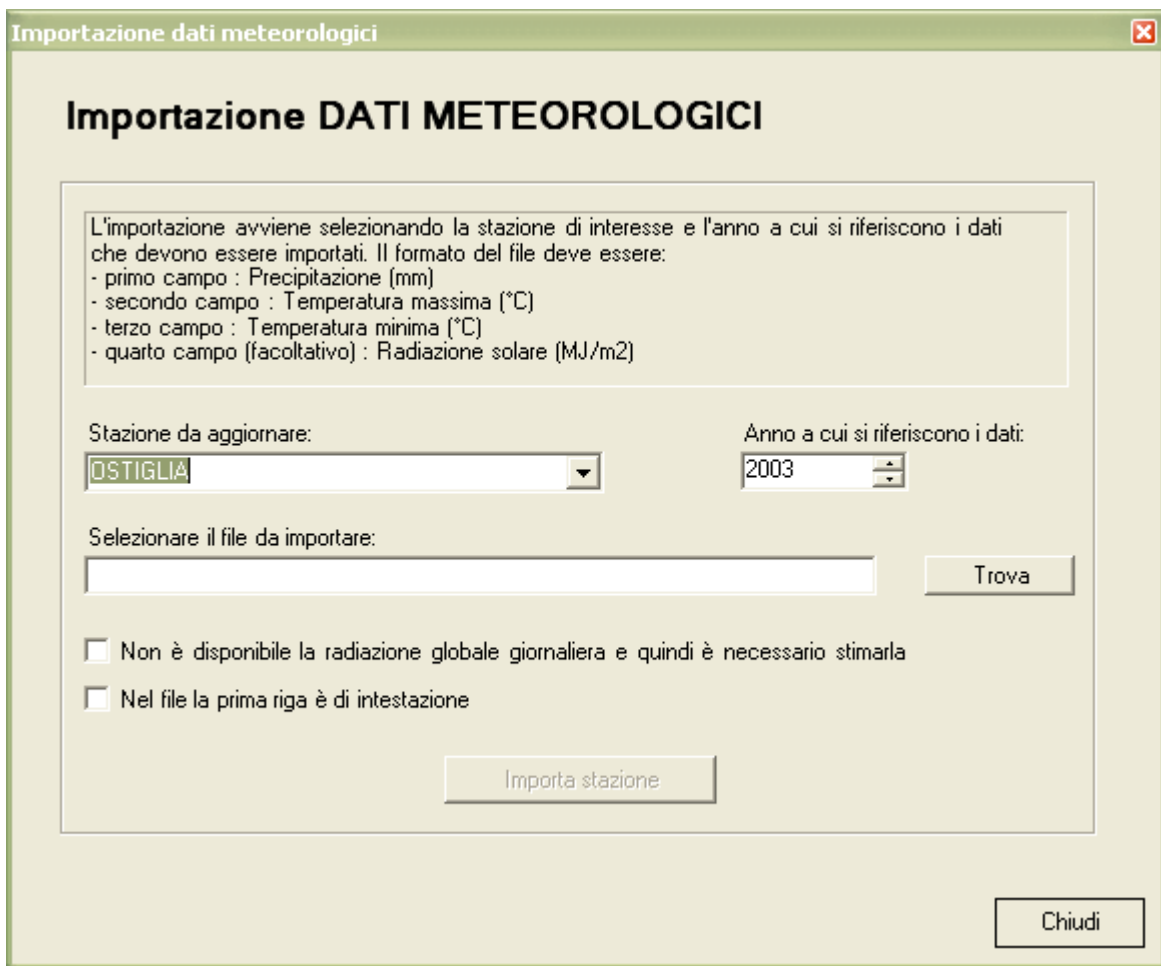 Importazione dati meteorologici
Importazione DATI METEOROLOGICI
L'importazione avviene selezionando la stazione di interesse e l'anno a cui si riferiscono i dati
che devono essere importati. Il formato del file deve essere:
- primo campo : Precipitazione (mm)
- secondo campo : Temperatura massima (°C)
- terzo campo : Temperatura minima (°C)
- quarto campo (facoltativo) : Radiazione solare (MJ/m2)
Stazione da aggiornare:
Anno a cui si riferiscono i dati:
OSTIGLIA
2003
Selezionare il file da importare:
Trova
Non è disponibile la radiazione globale giornaliera e quindi è necessario stimarla
Nel file la prima riga è di intestazione
Importa stazione
Chiudi